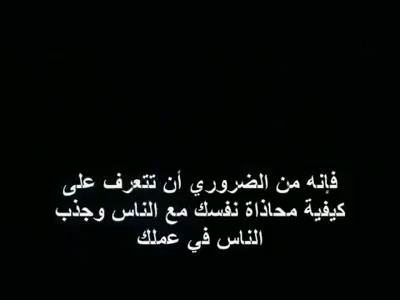 فإنه من الضروري أن تتعرف على
كيفية محاذاة نفسك مع الناس وجذب
الناس في عملك